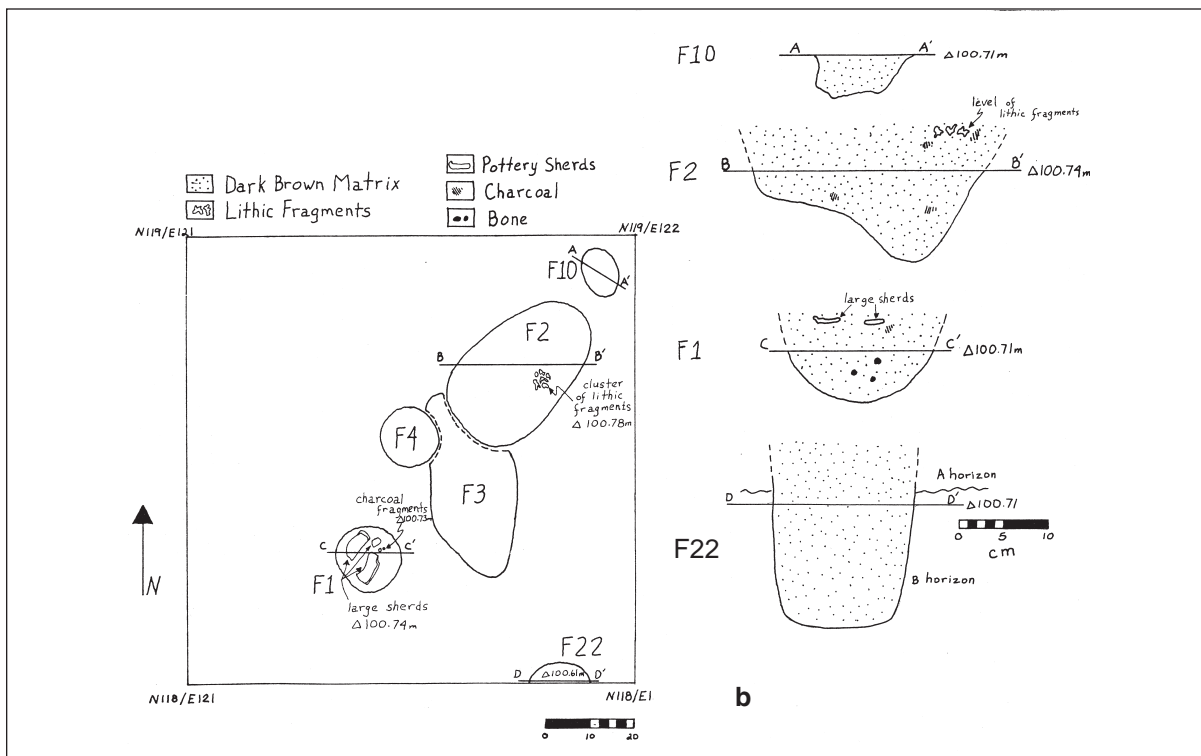 Dark Brown Matrix
Lithic Fragments
Pottery Sherds
Charcoal
Bone
N119/E121
N119/E122
A
F10
A'
F2
B
B'
cluster
of lithic
fragments
△ 100.78m
F4
F3
charcoal
fragments
△100.73
C
C'
F1
large sherds
△ 100.74m
F22
D
△100.61m
D'
N118/E121
N118/E1
N
0 10 20
F10
A
A'
△100.71m
level of
lithic fragments
F2
B
B'
△100.74m
large sherds
F1
C
C'
△100.71m
A horizon
D
D'
△100.71
F22
0 5 10
cm
B horizon
b